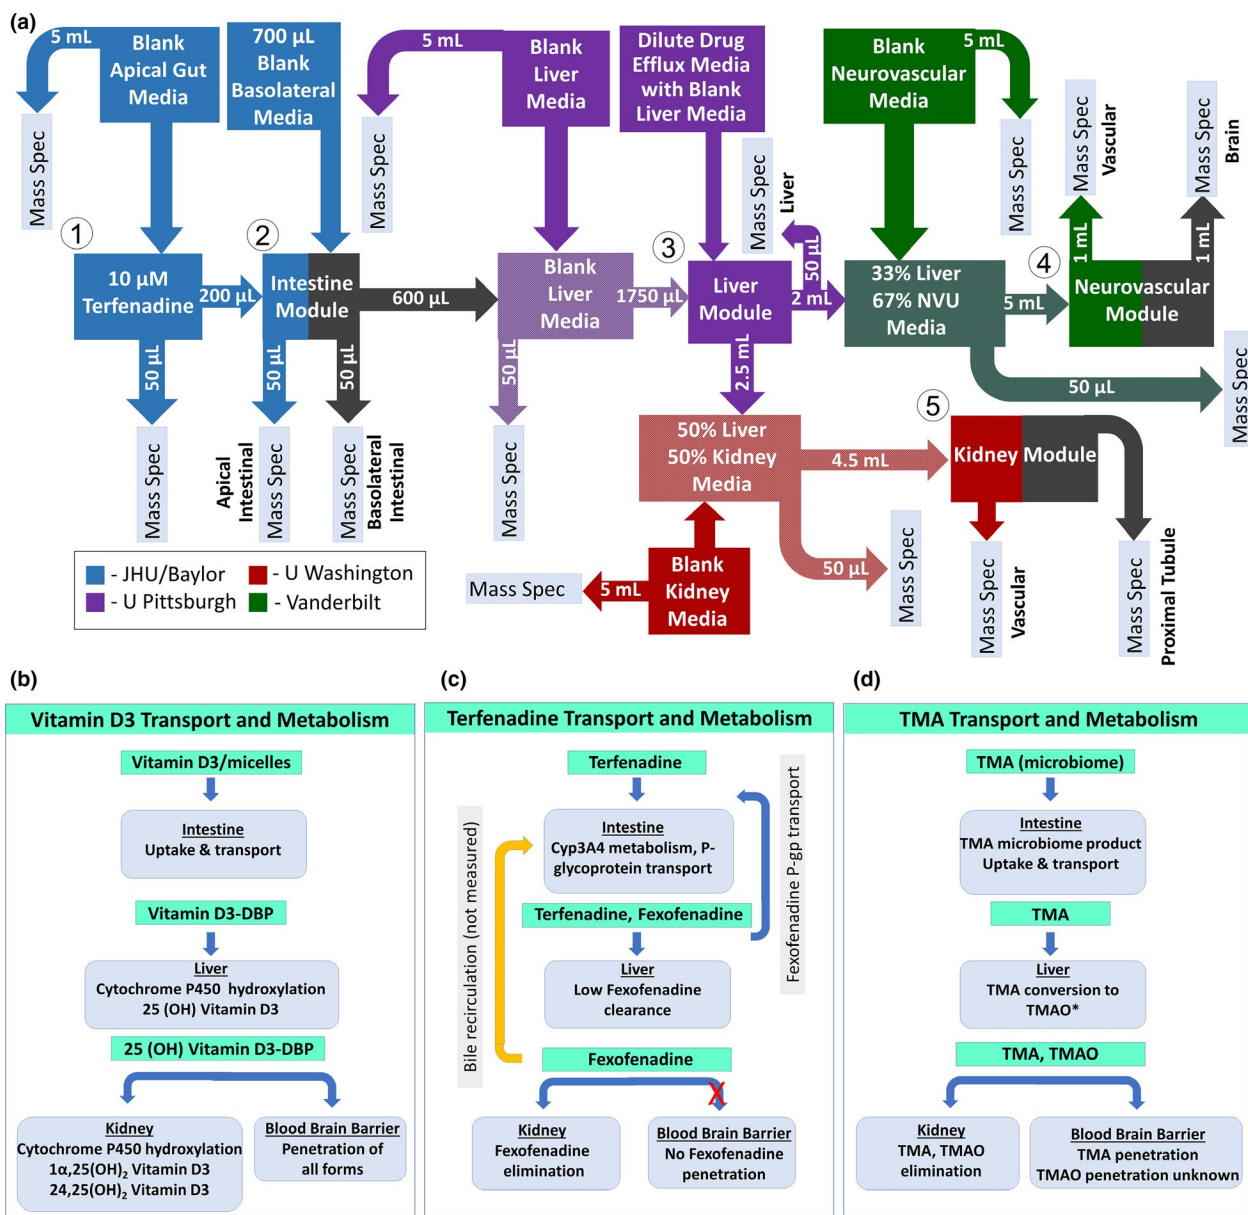 (a)
5 mL
Blank
Apical Gut
Media
700 µL
Blank
Basolateral
Media
5 mL
Blank
Liver
Media
Dilute Drug
Efflux Media
with Blank
Liver Media
Blank
Neurovascular
Media
5 mL
Mass Spec
Mass Spec
Mass Spec
Liver
Mass Spec
Mass Spec
Vascular
Mass Spec
Brain
1
10 µM
Terfenadine
200 µL
2
Intestine
Module
600 µL
Blank
Liver
Media
1750 µL
3
Liver
Module
50 µL
2 mL
33% Liver
67% NVU
Media
5 mL
4
1 mL
1 mL
Neurovascular
Module
50 µL
50 µL
50 µL
50 µL
2.5 mL
50 µL
Mass Spec
Mass Spec
Apical
Intestinal
Mass Spec
Basolateral
Intestinal
Mass Spec
Mass Spec
50% Liver
50% Kidney
Media
4.5 mL
5
Kidney Module
50 µL
Mass Spec
Mass Spec
Vascular
Mass Spec
Proximal Tubule
Mass Spec
5 mL
Blank
Kidney
Media
- JHU/Baylor
- U Washington
- U Pittsburgh
- Vanderbilt
(b)
Vitamin D3 Transport and Metabolism
Vitamin D3/micelles
Intestine
Uptake & transport
Vitamin D3-DBP
Liver
Cytochrome P450 hydroxylation
25 (OH) Vitamin D3
25 (OH) Vitamin D3-DBP
Kidney
Cytochrome P450 hydroxylation
1α,25(OH)₂ Vitamin D3
24,25(OH)₂ Vitamin D3
Blood Brain Barrier
Penetration of
all forms
(c)
Terfenadine Transport and Metabolism
Terfenadine
Intestine
Cyp3A4 metabolism, P-
glycoprotein transport
Terfenadine, Fexofenadine
Liver
Low Fexofenadine
clearance
Fexofenadine
Bile recirculation (not measured)
Fexofenadine P-gp transport
X
Kidney
Fexofenadine
elimination
Blood Brain Barrier
No Fexofenadine
penetration
(d)
TMA Transport and Metabolism
TMA (microbiome)
Intestine
TMA microbiome product
Uptake & transport
TMA
Liver
TMA conversion to
TMAO*
TMA, TMAO
Kidney
TMA, TMAO
elimination
Blood Brain Barrier
TMA penetration
TMAO penetration unknown